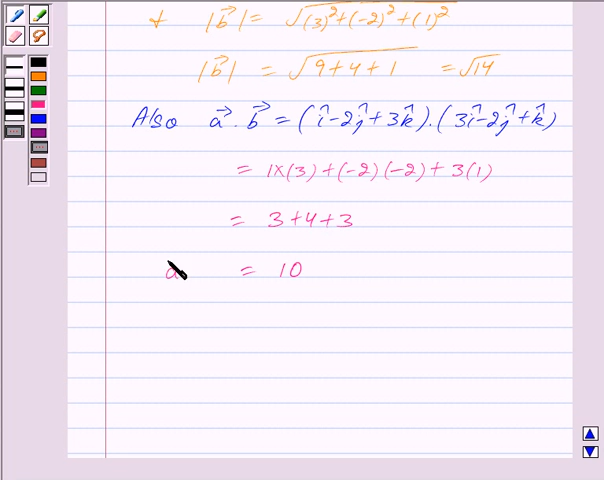 & |b⃗| = √(3)²+(-2)²+(1)²
|b⃗| = √9+4+1 = √14
Also a⃗ . b⃗ = (î-2ĵ+3k̂).(3î-2ĵ+k̂)
= 1×(3)+(-2)(-2)+3(1)
= 3+4+3
a = 10